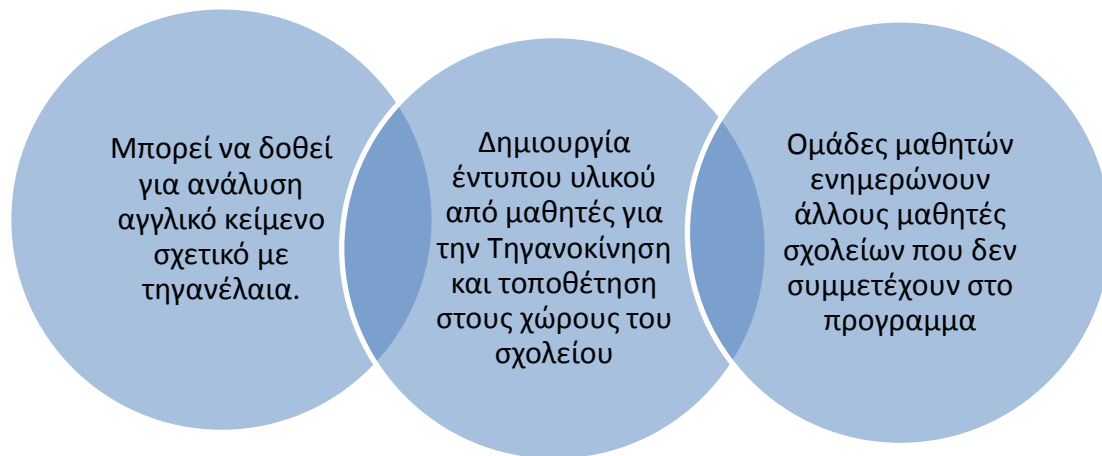 Μπορεί να δοθεί
για ανάλυση
αγγλικό κείμενο
σχετικό με
τηγανέλαια.
Δημιουργία
έντυπου υλικού
από μαθητές για
την Τηγανοκίνηση
και τοποθέτηση
στους χώρους του
σχολείου
Ομάδες μαθητών
ενημερώνουν
άλλους μαθητές
σχολείων που δεν
συμμετέχουν στο
προγραμμα